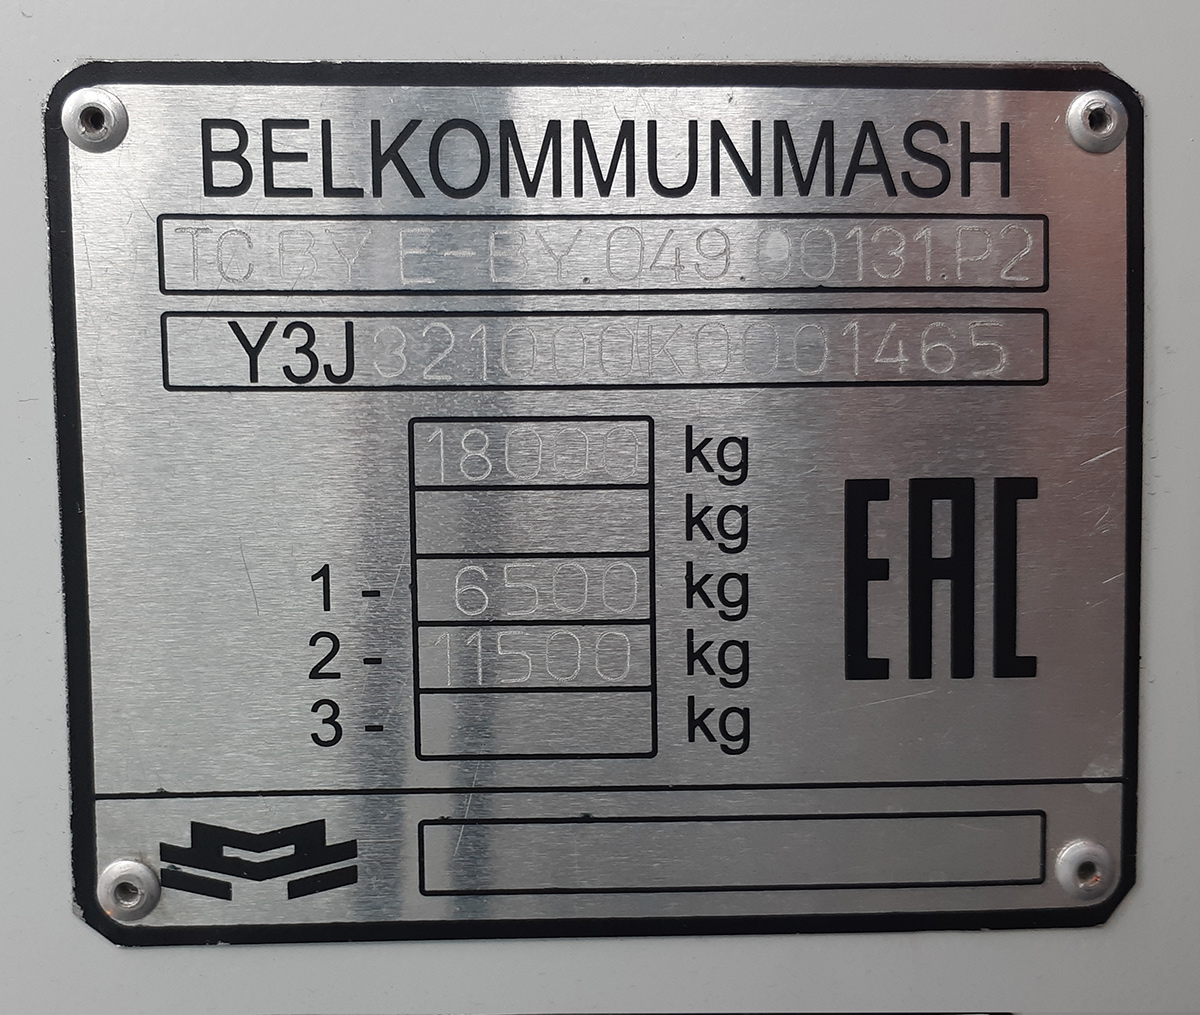 BELKOMMUNMASH
TC BY E-BY.049.00131.P2
Y3J321000K0001465
18000 kg
kg
1 - 6500 kg
2 - 11500 kg
3 - kg
EAC